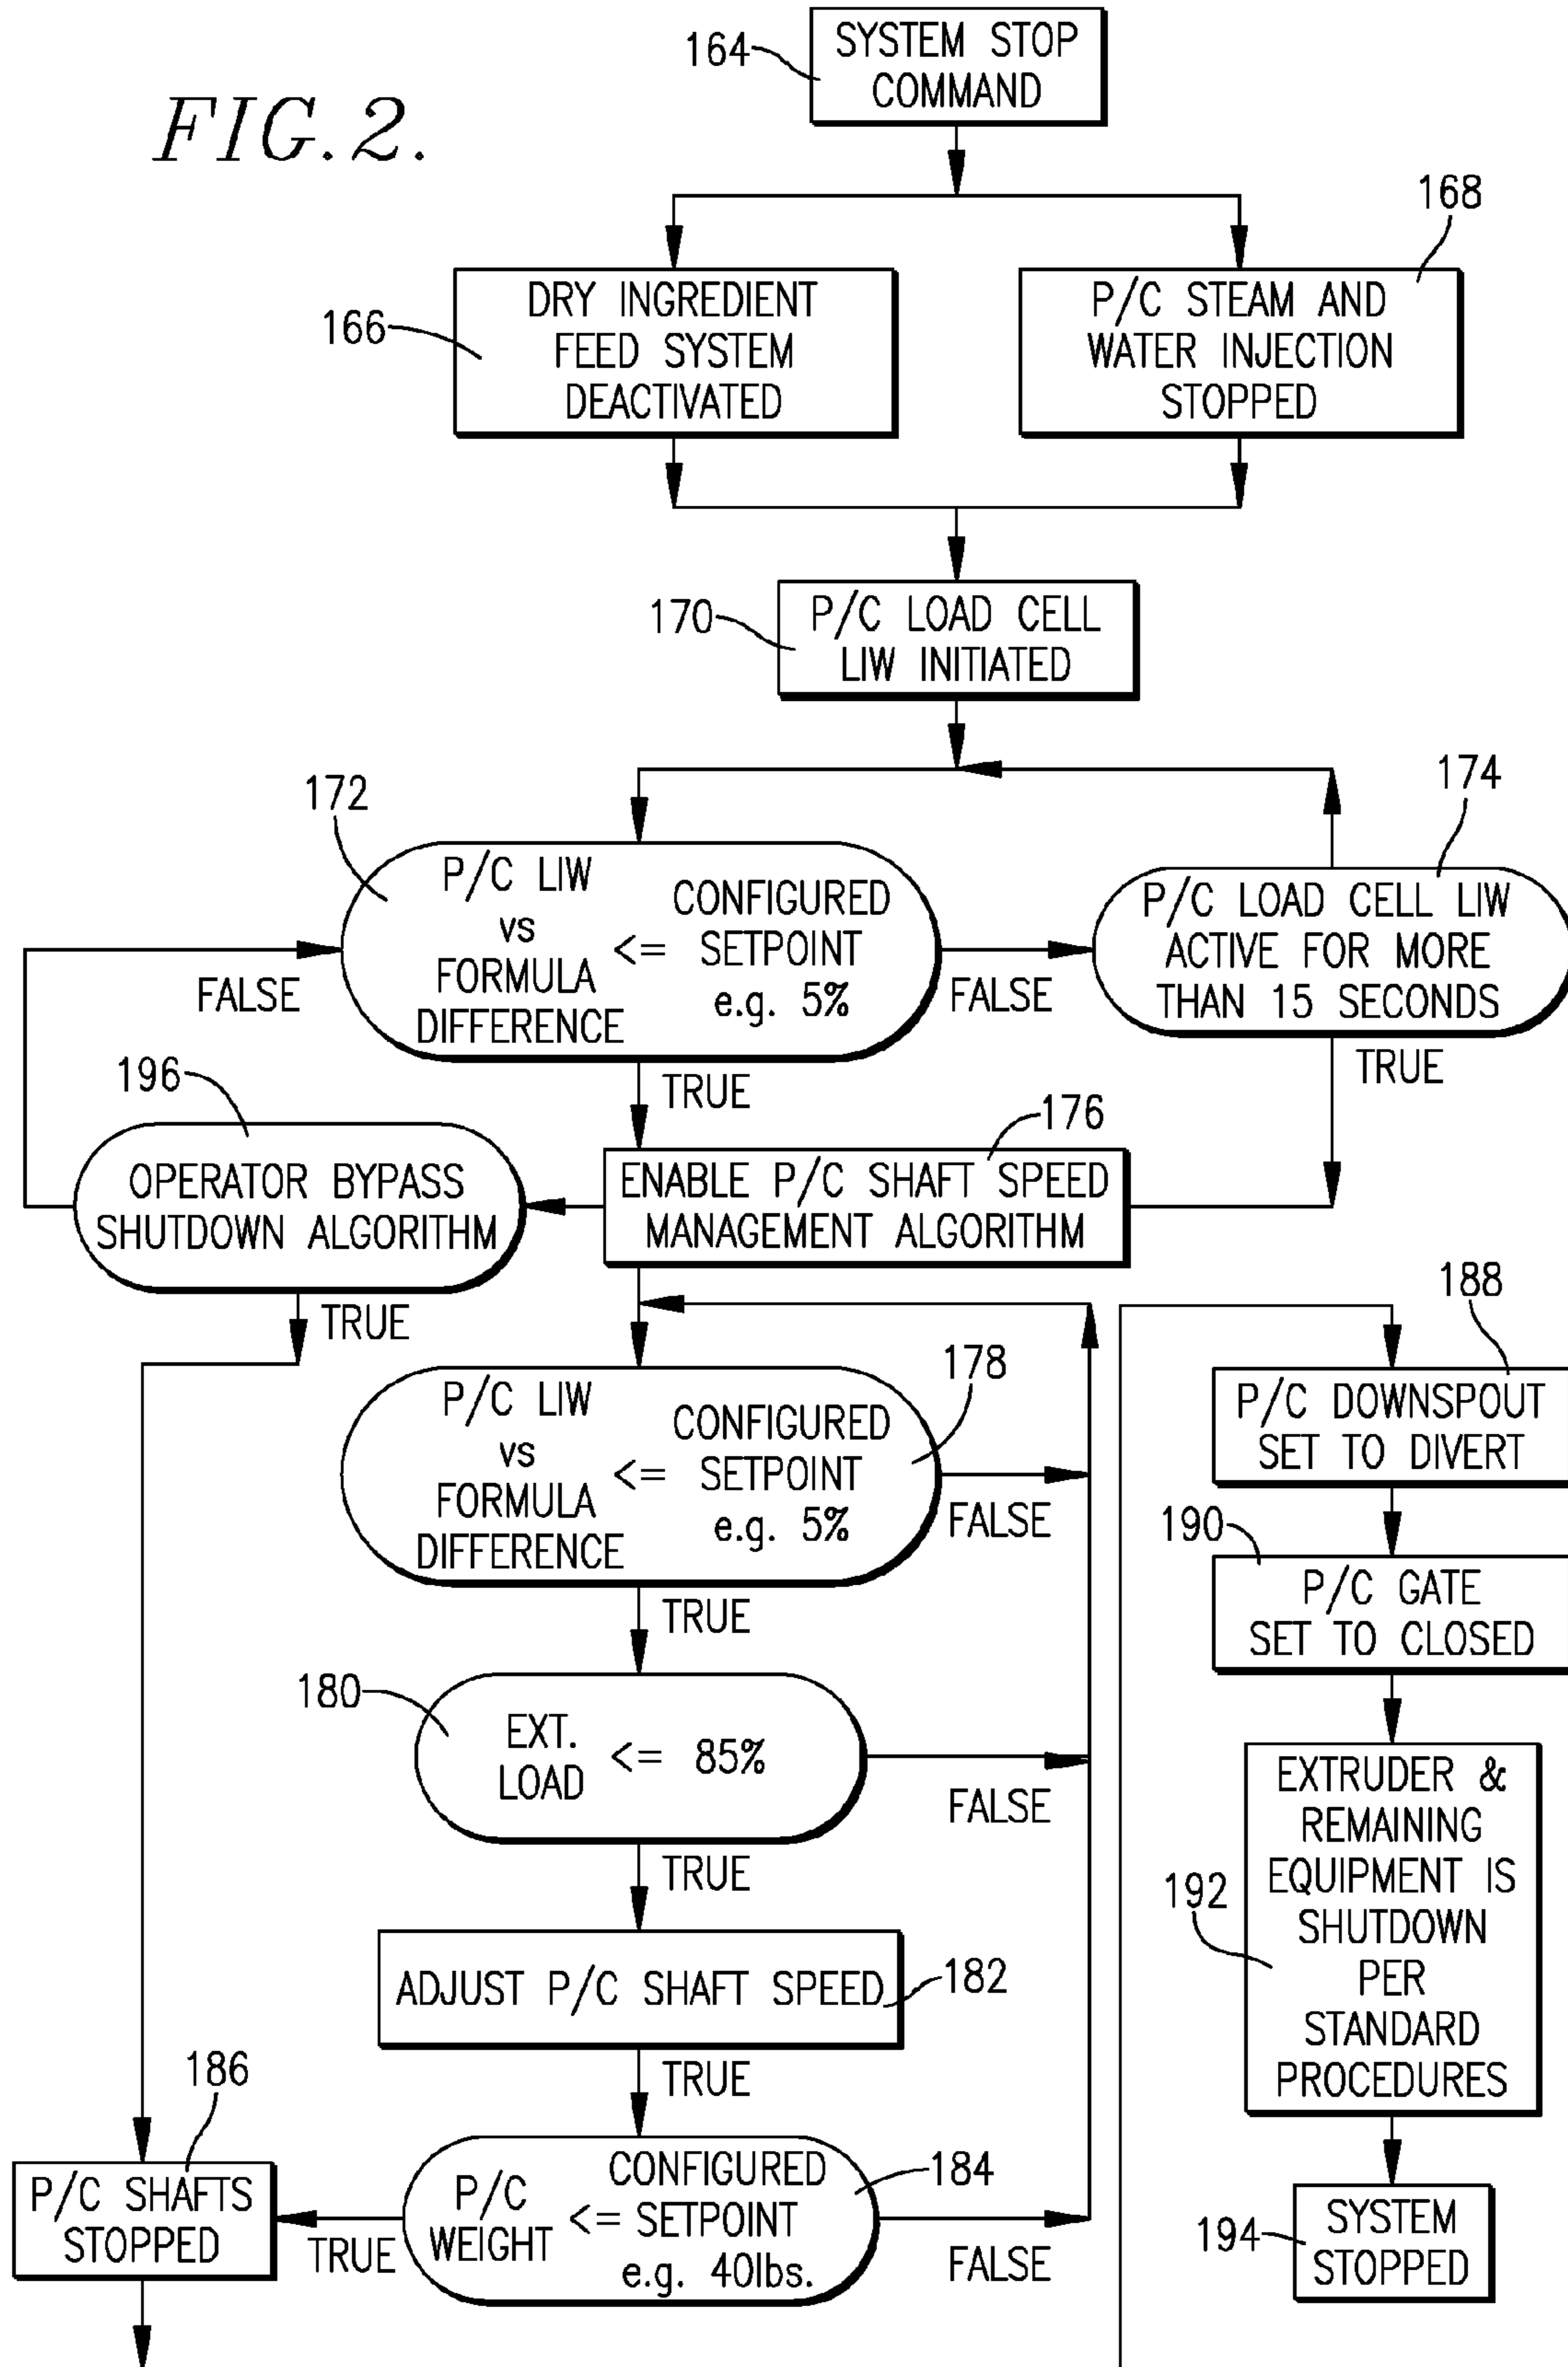 FIG. 2.
164
SYSTEM STOP
COMMAND
166
DRY INGREDIENT
FEED SYSTEM
DEACTIVATED
168
P/C STEAM AND
WATER INJECTION
STOPPED
170
P/C LOAD CELL
LIW INITIATED
172
P/C LIW
vs
FORMULA
DIFFERENCE
<=
CONFIGURED
SETPOINT
e.g. 5%
FALSE
FALSE
174
P/C LOAD CELL LIW
ACTIVE FOR MORE
THAN 15 SECONDS
TRUE
TRUE
196
OPERATOR BYPASS
SHUTDOWN ALGORITHM
TRUE
176
ENABLE P/C SHAFT SPEED
MANAGEMENT ALGORITHM
178
P/C LIW
vs
FORMULA
DIFFERENCE
<=
CONFIGURED
SETPOINT
e.g. 5%
FALSE
TRUE
180
EXT.
LOAD
<= 85%
FALSE
TRUE
ADJUST P/C SHAFT SPEED
182
TRUE
184
P/C
WEIGHT
<=
CONFIGURED
SETPOINT
e.g. 40lbs.
FALSE
TRUE
186
P/C SHAFTS
STOPPED
188
P/C DOWNSPOUT
SET TO DIVERT
190
P/C GATE
SET TO CLOSED
192
EXTRUDER &
REMAINING
EQUIPMENT IS
SHUTDOWN
PER
STANDARD
PROCEDURES
194
SYSTEM
STOPPED